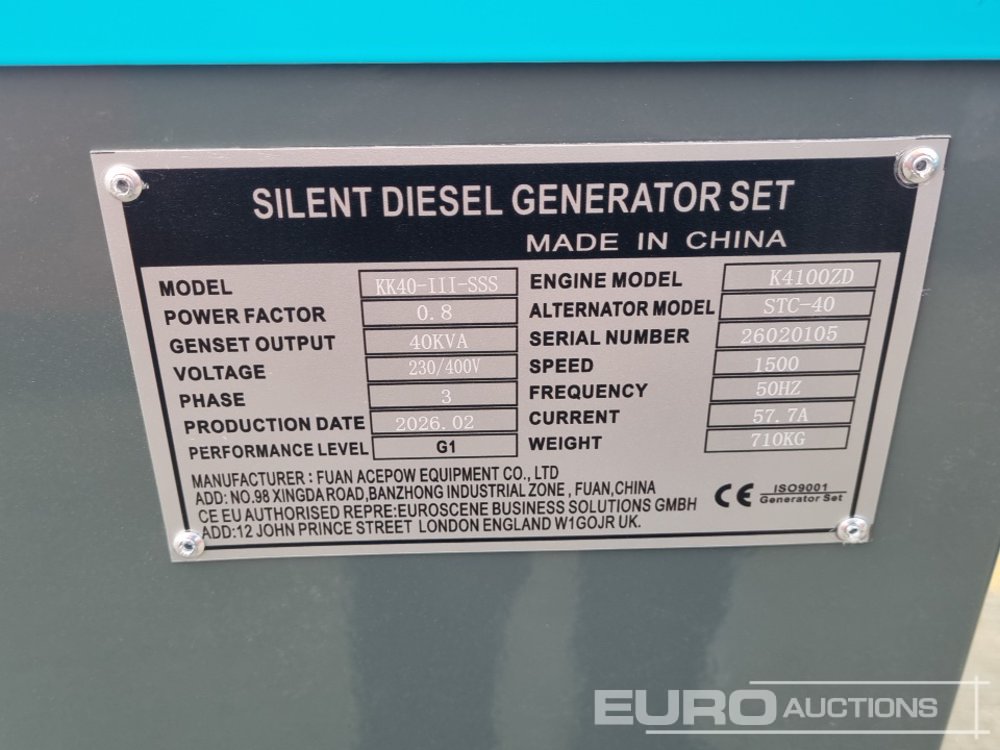 SILENT DIESEL GENERATOR SET
MADE IN CHINA
MODEL KK40-III-SSS
POWER FACTOR 0.8
GENSET OUTPUT 40KVA
VOLTAGE 230/400V
PHASE 3
PRODUCTION DATE 2026.02
PERFORMANCE LEVEL G1
ENGINE MODEL K4100ZD
ALTERNATOR MODEL STC-40
SERIAL NUMBER 26020105
SPEED 1500
FREQUENCY 50HZ
CURRENT 57.7A
WEIGHT 710KG
MANUFACTURER : FUAN ACEPOW EQUIPMENT CO., LTD
ADD: NO.98 XINGDAROAD,BANZHONG INDUSTRIAL ZONE , FUAN,CHINA
CE EU AUTHORISED REPRE:EUROSCENE BUSINESS SOLUTIONS GMBH
ADD:12 JOHN PRINCE STREET LONDON ENGLAND W1GOJR UK.
CE ISO9001
Generator Set
EURO AUCTIONS